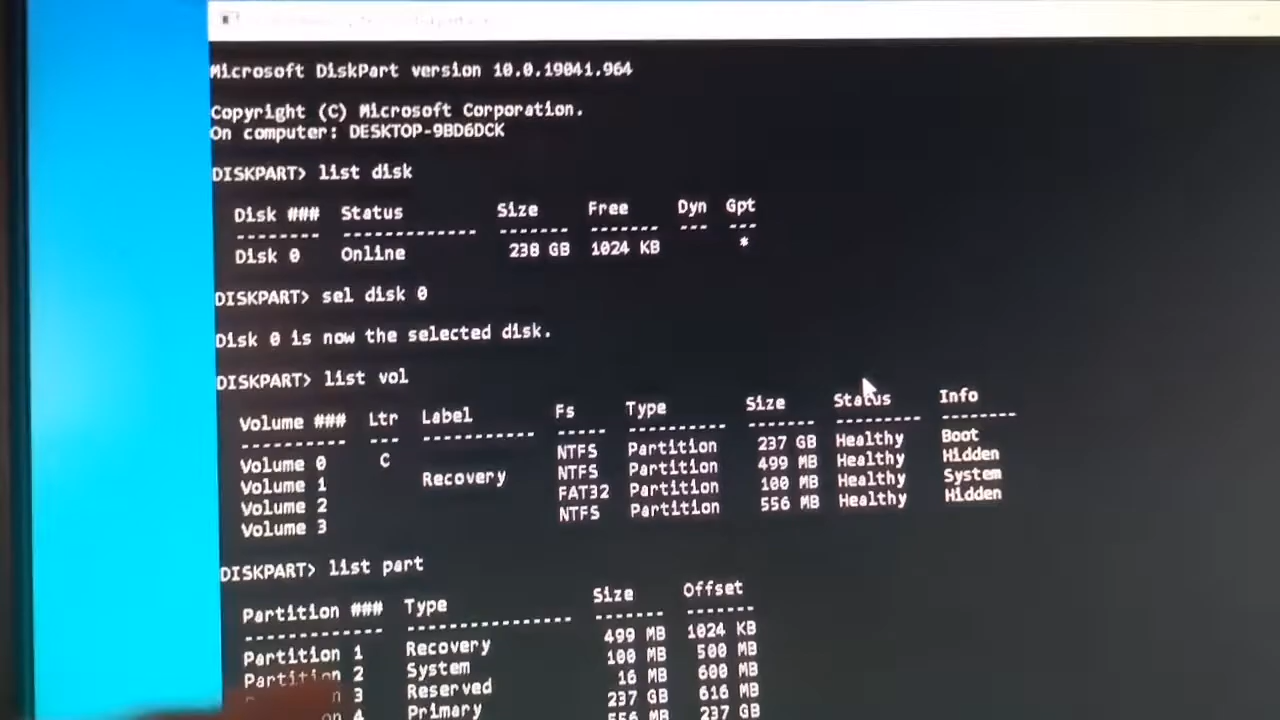 Microsoft DiskPart version 10.0.19041.964
Copyright (C) Microsoft Corporation.
On computer: DESKTOP-9BD6DCK
DISKPART> list disk
Disk ### Status Size Free Dyn Gpt
-------- ------------- ------- ------- --- ---
Disk 0 Online 238 GB 1024 KB *
DISKPART> sel disk 0
Disk 0 is now the selected disk.
DISKPART> list vol
Volume ### Ltr Label Fs Type Size Status Info
---------- --- ----------- ----- ---------- ------- --------- --------
Volume 0 C NTFS Partition 237 GB Healthy Boot
Volume 1 Recovery NTFS Partition 499 MB Healthy Hidden
Volume 2 FAT32 Partition 100 MB Healthy System
Volume 3 NTFS Partition 556 MB Healthy Hidden
DISKPART> list part
Partition ### Type Size Offset
------------- ---------------- ------- -------
Partition 1 Recovery 499 MB 1024 KB
Partition 2 System 100 MB 500 MB
3 Reserved 16 MB 600 MB
4 Primary 237 GB 616 MB
556 MB 237 GB